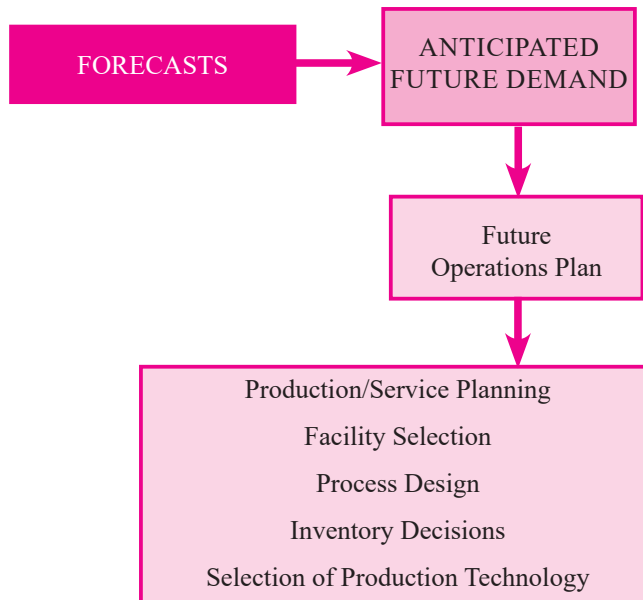 FORECASTS
ANTICIPATED
FUTURE DEMAND
Future
Operations Plan
Production/Service Planning
Facility Selection
Process Design
Inventory Decisions
Selection of Production Technology